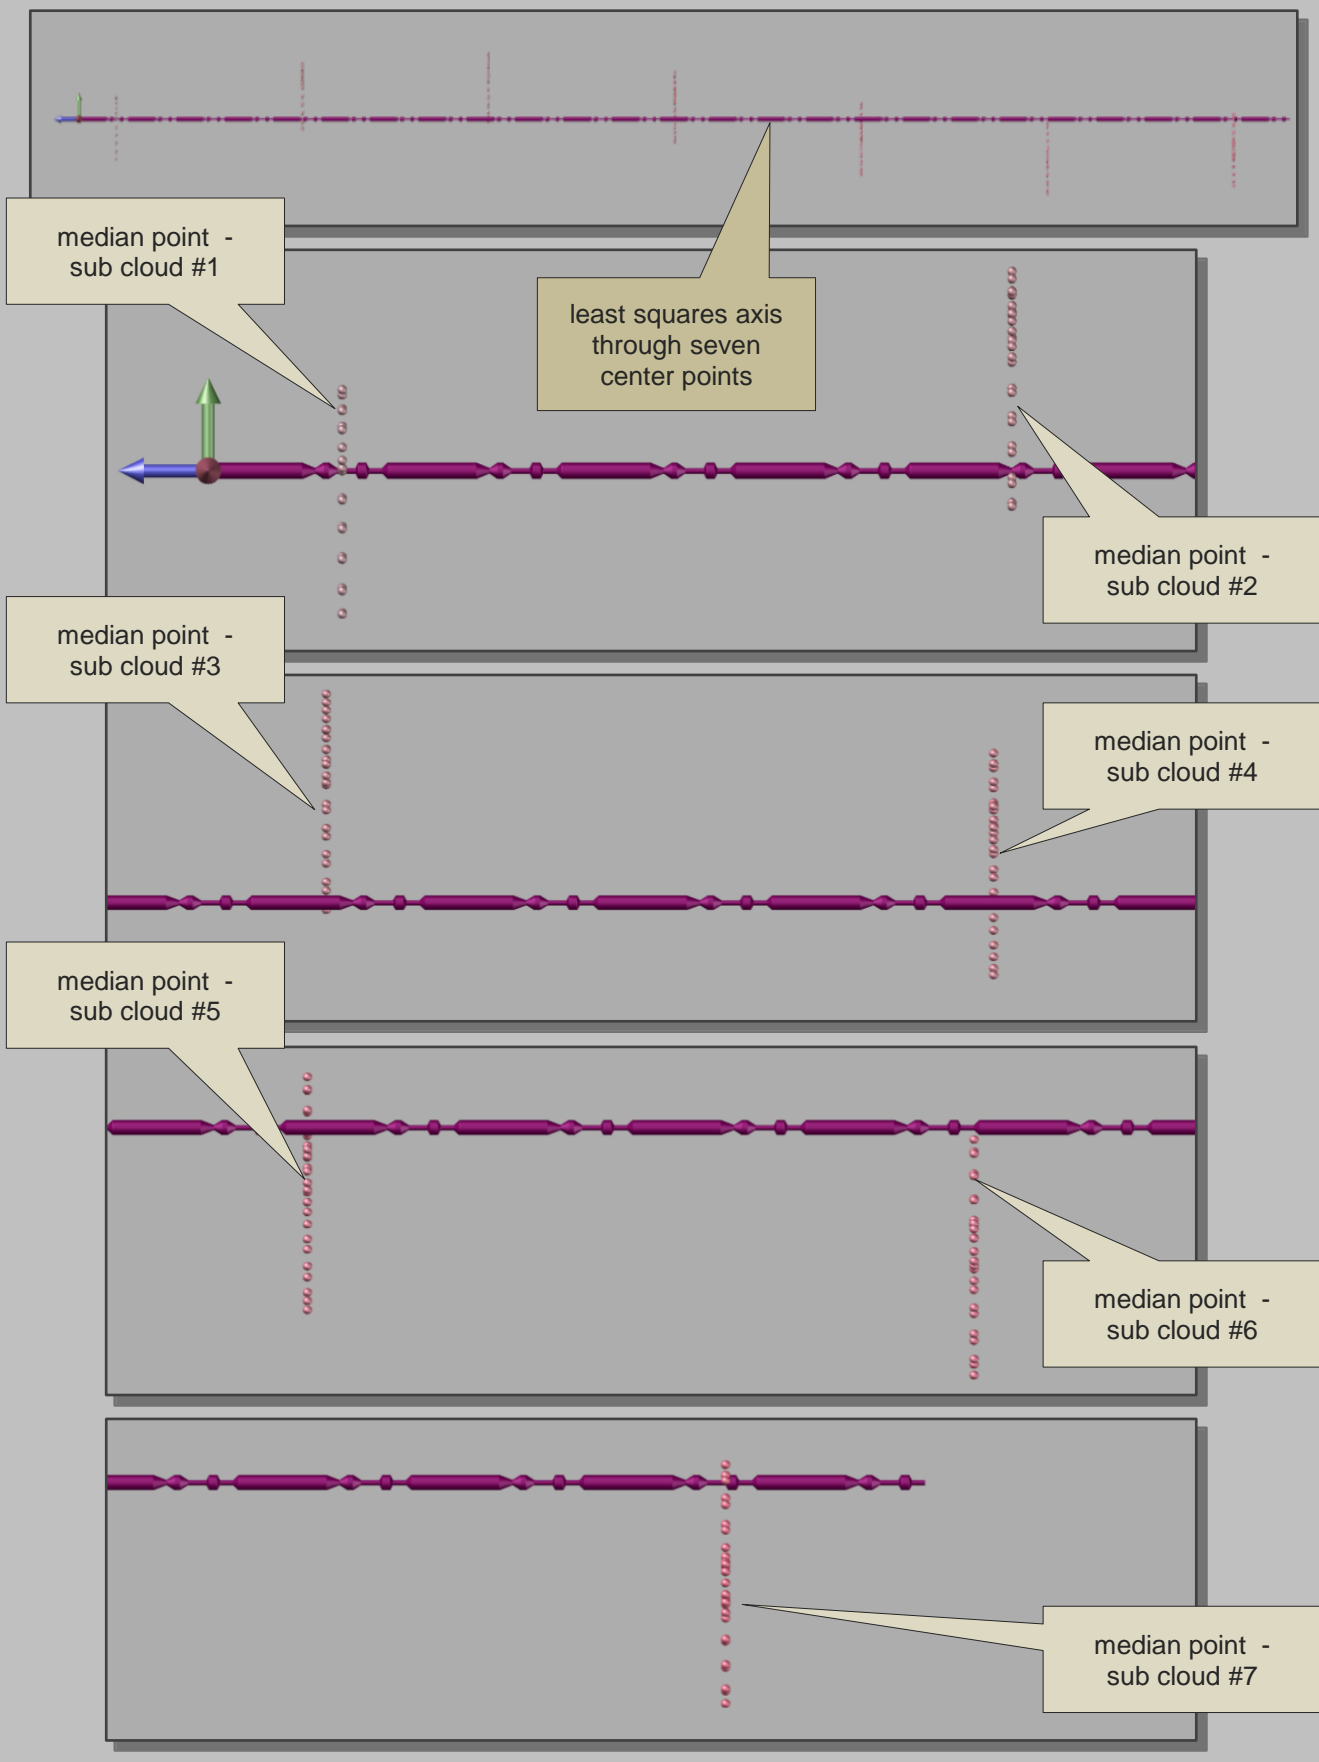 median point  -
sub cloud #1
least squares axis
through seven
center points
median point  -
sub cloud #2
median point  -
sub cloud #3
median point  -
sub cloud #4
median point  -
sub cloud #5
median point  -
sub cloud #6
median point  -
sub cloud #7